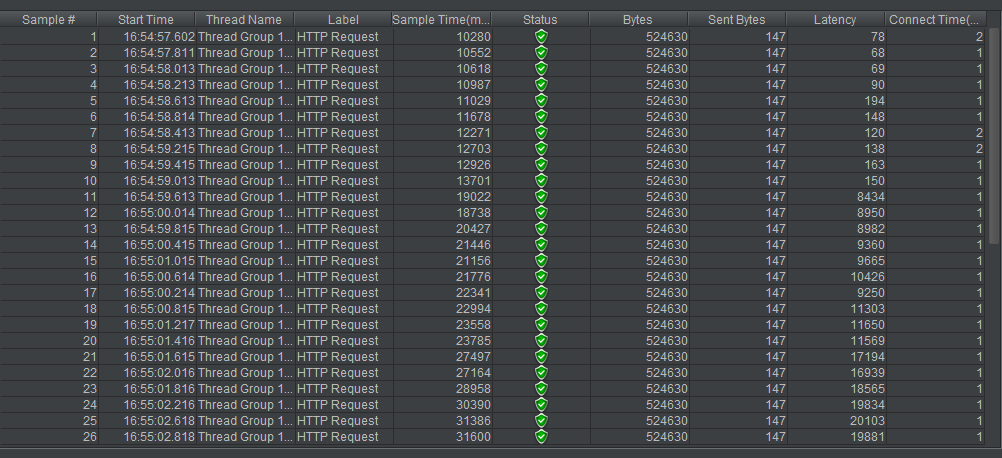 Sample # Start Time Thread Name Label Sample Time(m... Status Bytes Sent Bytes Latency Connect Time(...
1 16:54:57.602 Thread Group 1... HTTP Request 10280 524630 147 78 2
2 16:54:57.811 Thread Group 1... HTTP Request 10552 524630 147 68 1
3 16:54:58.013 Thread Group 1... HTTP Request 10618 524630 147 69 1
4 16:54:58.213 Thread Group 1... HTTP Request 10987 524630 147 90 1
5 16:54:58.613 Thread Group 1... HTTP Request 11029 524630 147 194 1
6 16:54:58.814 Thread Group 1... HTTP Request 11678 524630 147 148 1
7 16:54:58.413 Thread Group 1... HTTP Request 12271 524630 147 120 2
8 16:54:59.215 Thread Group 1... HTTP Request 12703 524630 147 138 2
9 16:54:59.415 Thread Group 1... HTTP Request 12926 524630 147 163 1
10 16:54:59.013 Thread Group 1... HTTP Request 13701 524630 147 150 1
11 16:54:59.613 Thread Group 1... HTTP Request 19022 524630 147 8434 1
12 16:55:00.014 Thread Group 1... HTTP Request 18738 524630 147 8950 1
13 16:54:59.815 Thread Group 1... HTTP Request 20427 524630 147 8982 1
14 16:55:00.415 Thread Group 1... HTTP Request 21446 524630 147 9360 1
15 16:55:01.015 Thread Group 1... HTTP Request 21156 524630 147 9665 1
16 16:55:00.614 Thread Group 1... HTTP Request 21776 524630 147 10426 1
17 16:55:00.214 Thread Group 1... HTTP Request 22341 524630 147 9250 1
18 16:55:00.815 Thread Group 1... HTTP Request 22994 524630 147 11303 1
19 16:55:01.217 Thread Group 1... HTTP Request 23558 524630 147 11650 1
20 16:55:01.416 Thread Group 1... HTTP Request 23785 524630 147 11569 1
21 16:55:01.615 Thread Group 1... HTTP Request 27497 524630 147 17194 1
22 16:55:02.016 Thread Group 1... HTTP Request 27164 524630 147 16939 1
23 16:55:01.816 Thread Group 1... HTTP Request 28958 524630 147 18565 1
24 16:55:02.216 Thread Group 1... HTTP Request 30390 524630 147 19834 1
25 16:55:02.618 Thread Group 1... HTTP Request 31386 524630 147 20103 1
26 16:55:02.818 Thread Group 1... HTTP Request 31600 524630 147 19881 1